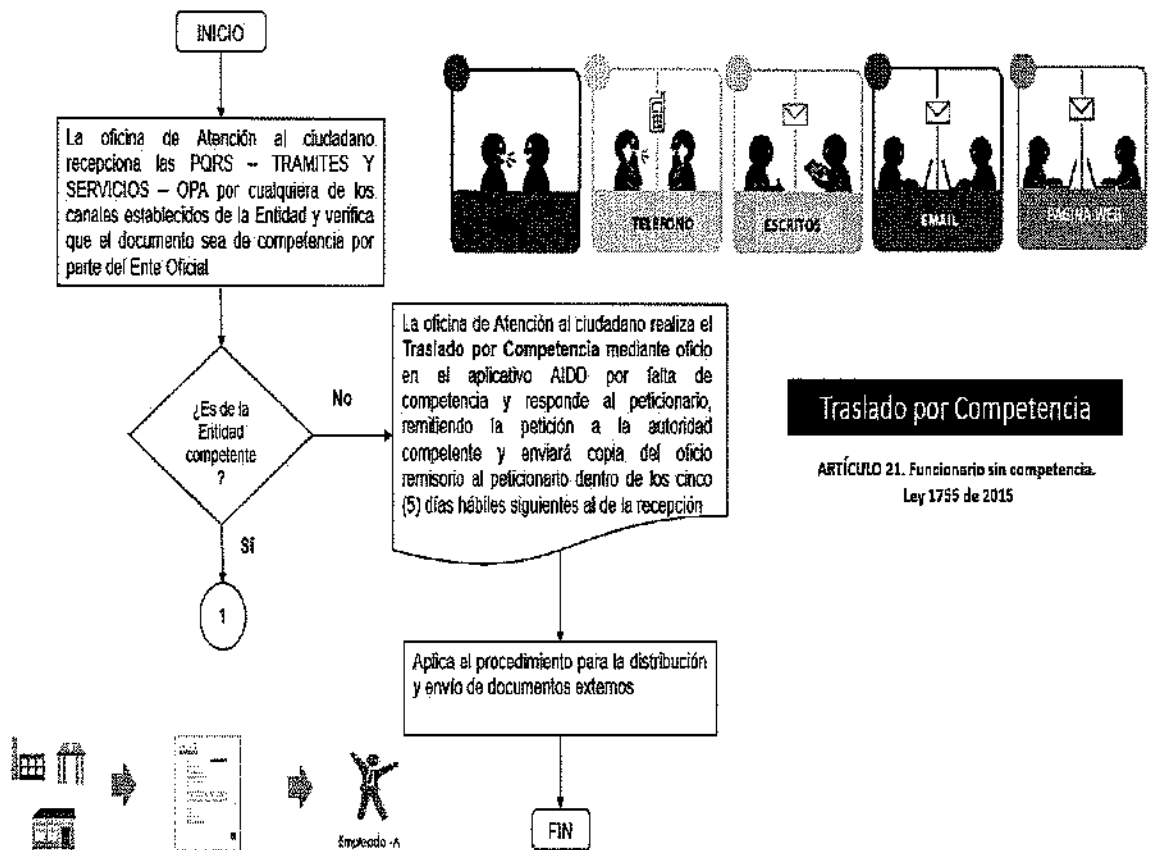 INICIO
La oficina de Atención al ciudadano
recepciona las PQRS – TRAMITES Y
SERVICIOS – OPA por cualquiera de los
canales establecidos de la Entidad y verifica
que el documento sea de competencia por
parte del Ente Oficial
TELEFONO
ESCRITOS
EMAIL
PAGINA WEB
¿Es de la
Entidad
competente
?
No
Sí
1
La oficina de Atención al ciudadano realiza el
Traslado por Competencia mediante oficio
en el aplicativo AIDD por falta de
competencia y responde al peticionario,
remitiendo la petición a la autoridad
competente y enviará copia del oficio
remisorio al peticionario dentro de los cinco
(5) días hábiles siguientes al de la recepción
Traslado por Competencia
ARTÍCULO 21. Funcionario sin competencia.
Ley 1755 de 2015
Aplica el procedimiento para la distribución
y envío de documentos externos
FIN
Empleado -A